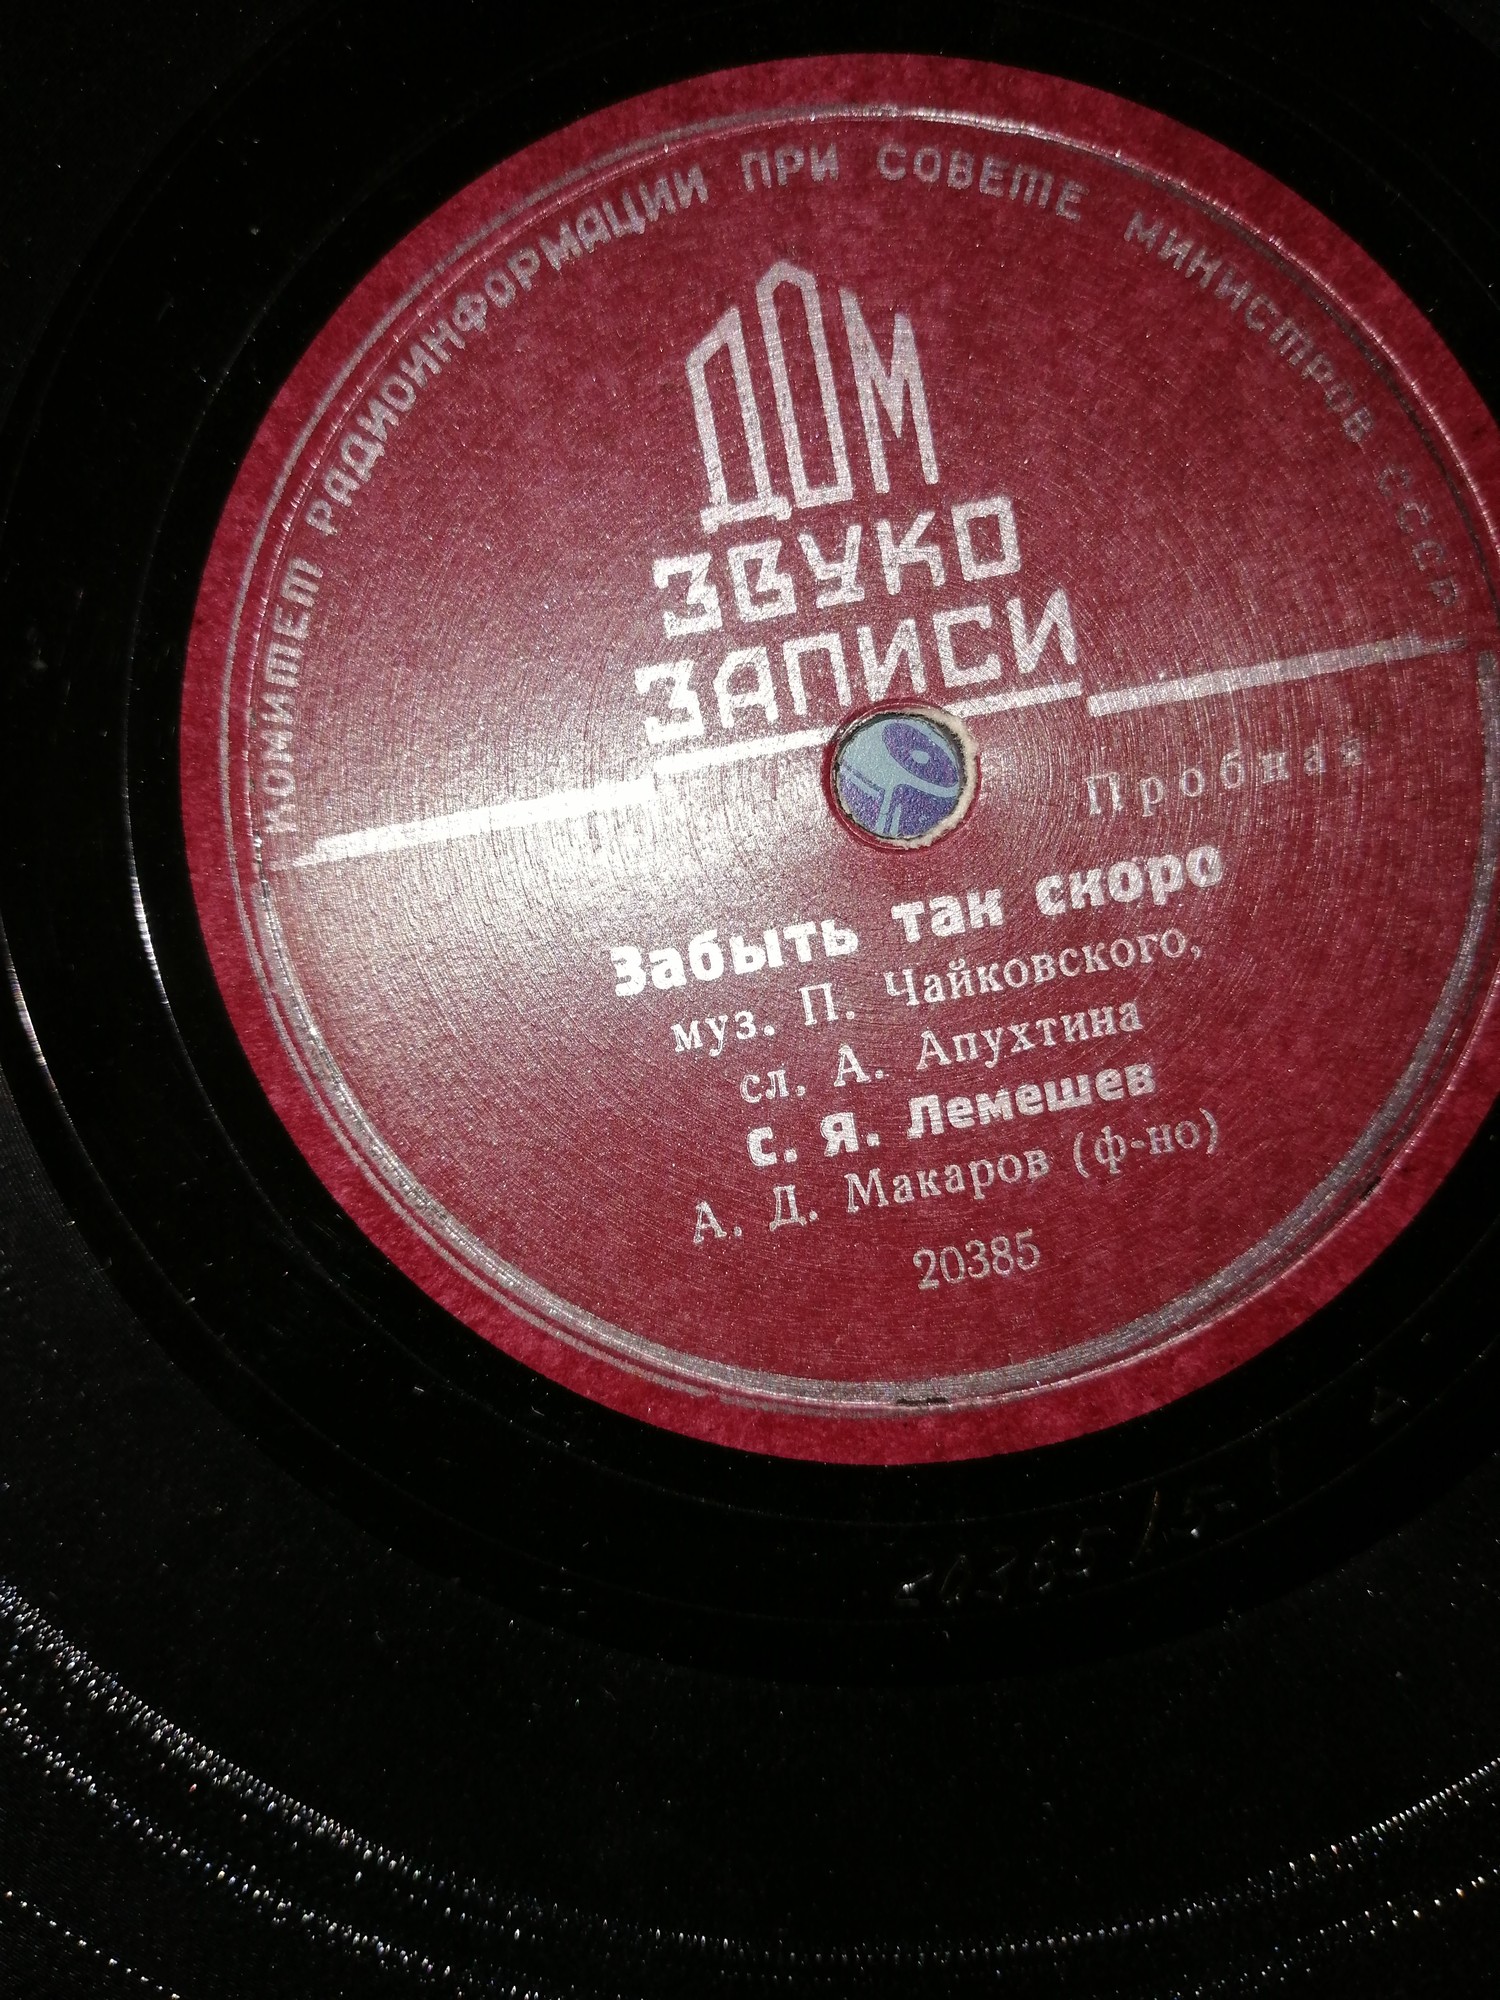 КОМИТЕТ РАДИОИНФОРМАЦИИ ПРИ СОВЕТЕ МИНИСТРОВ СССР
ДОМ
ЗВУКО
ЗАПИСИ
Пробная
Забыть так скоро
муз. П. Чайковского,
сл. А. Апухтина
С. Я. Лемешев
А. Д. Макаров (ф-но)
20385